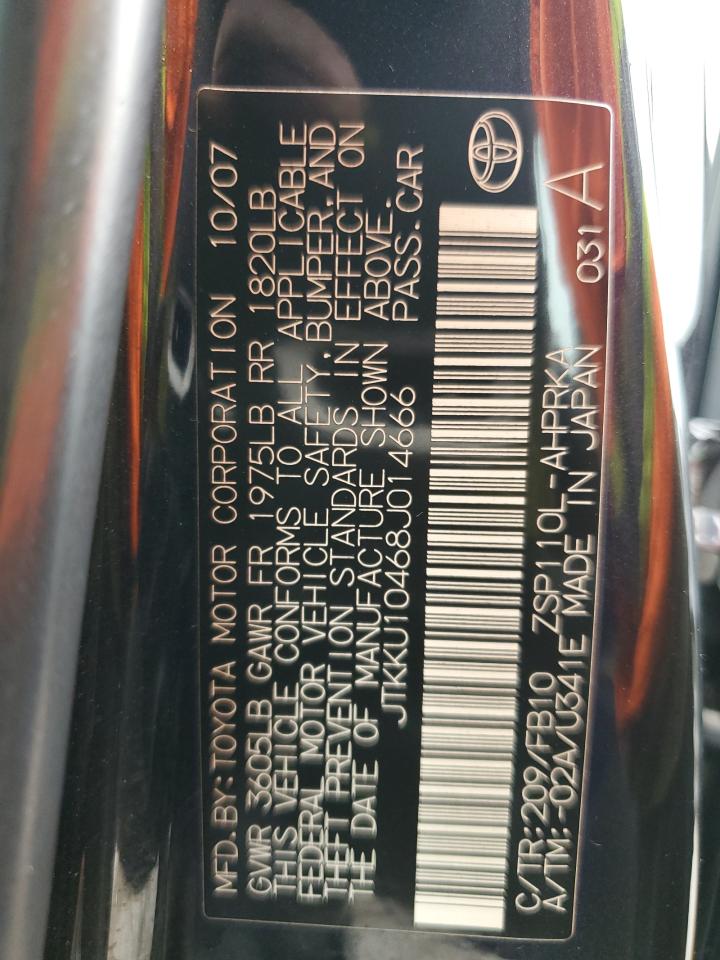 MFD.BY:TOYOTA MOTOR CORPORATION 10/07
GVWR 3605LB GAWR FR 1975LB RR 1820LB
THIS VEHICLE CONFORMS TO ALL APPLICABLE
FEDERAL MOTOR VEHICLE SAFETY, BUMPER, AND
THEFT PREVENTION STANDARDS IN EFFECT ON
THE DATE OF MANUFACTURE SHOWN ABOVE.
JTKKU10468J014666 PASS.CAR
C/TR:209/FB10 ZSP110L-AHPRKA 031 A
A/TM:-02A/U341E MADE IN JAPAN